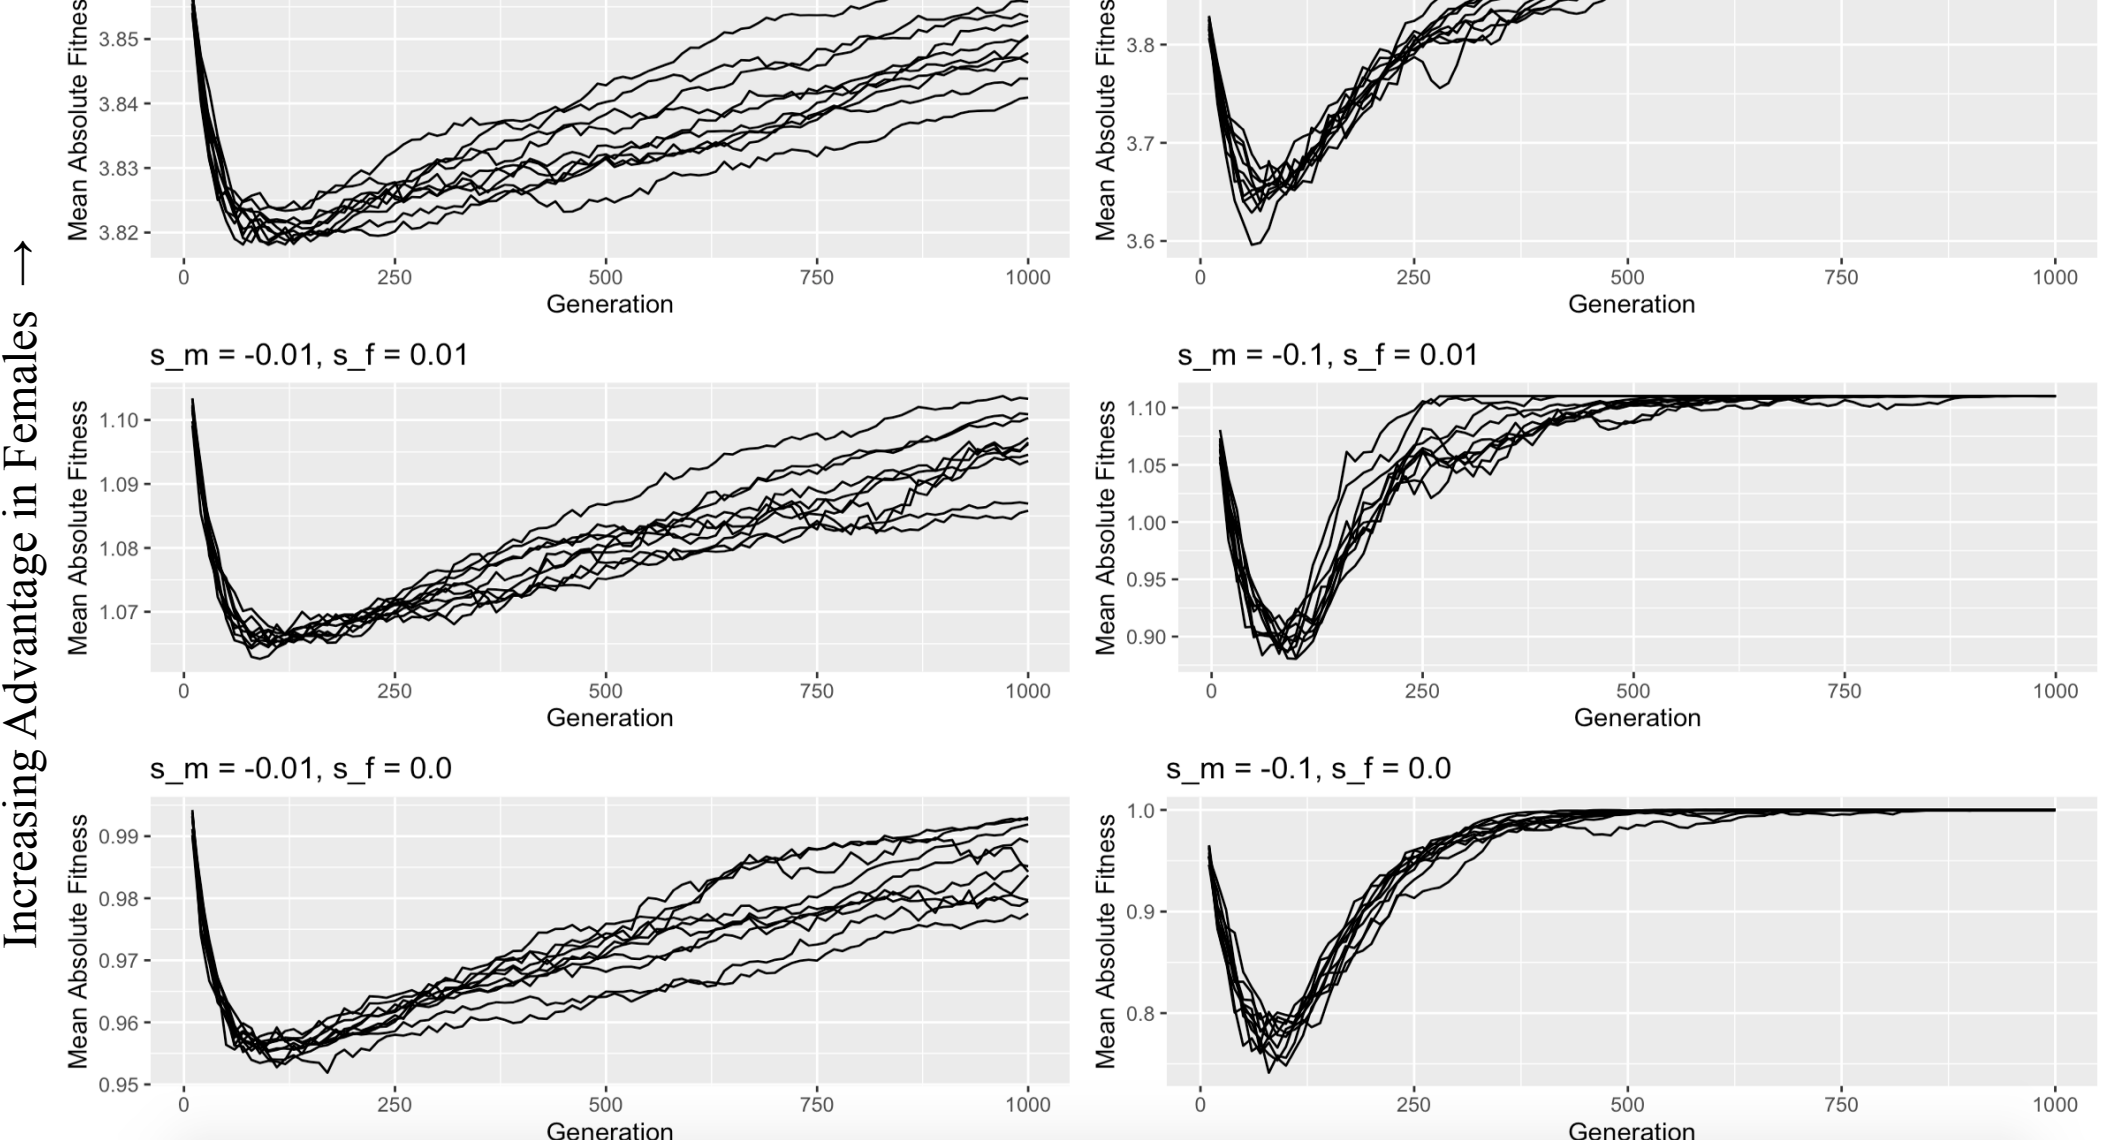 Increasing Advantage in Females →
Mean Absolute Fitness
3.85
3.84
3.83
3.82
0 250 500 750 1000
Generation
Mean Absolute Fitness
3.8
3.7
3.6
0 250 500 750 1000
Generation
s_m = -0.01, s_f = 0.01
Mean Absolute Fitness
1.10
1.09
1.08
1.07
0 250 500 750 1000
Generation
s_m = -0.1, s_f = 0.01
Mean Absolute Fitness
1.10
1.05
1.00
0.95
0.90
0 250 500 750 1000
Generation
s_m = -0.01, s_f = 0.0
Mean Absolute Fitness
0.99
0.98
0.97
0.96
0.95
0 250 500 750 1000
Generation
s_m = -0.1, s_f = 0.0
Mean Absolute Fitness
1.0
0.9
0.8
0 250 500 750 1000
Generation